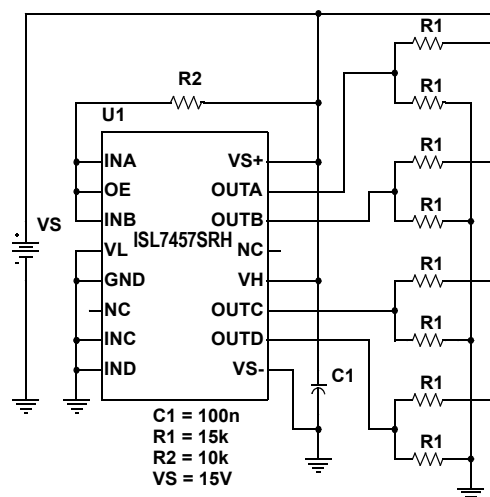 R1
R2
R1
U1
INA
OE
INB
VL
GND
NC
INC
IND
ISL7457SRH
VS+
OUTA
OUTB
NC
VH
OUTC
OUTD
VS-
VS
R1
R1
R1
R1
C1
R1
R1
C1 = 100n
R1 = 15k
R2 = 10k
VS = 15V